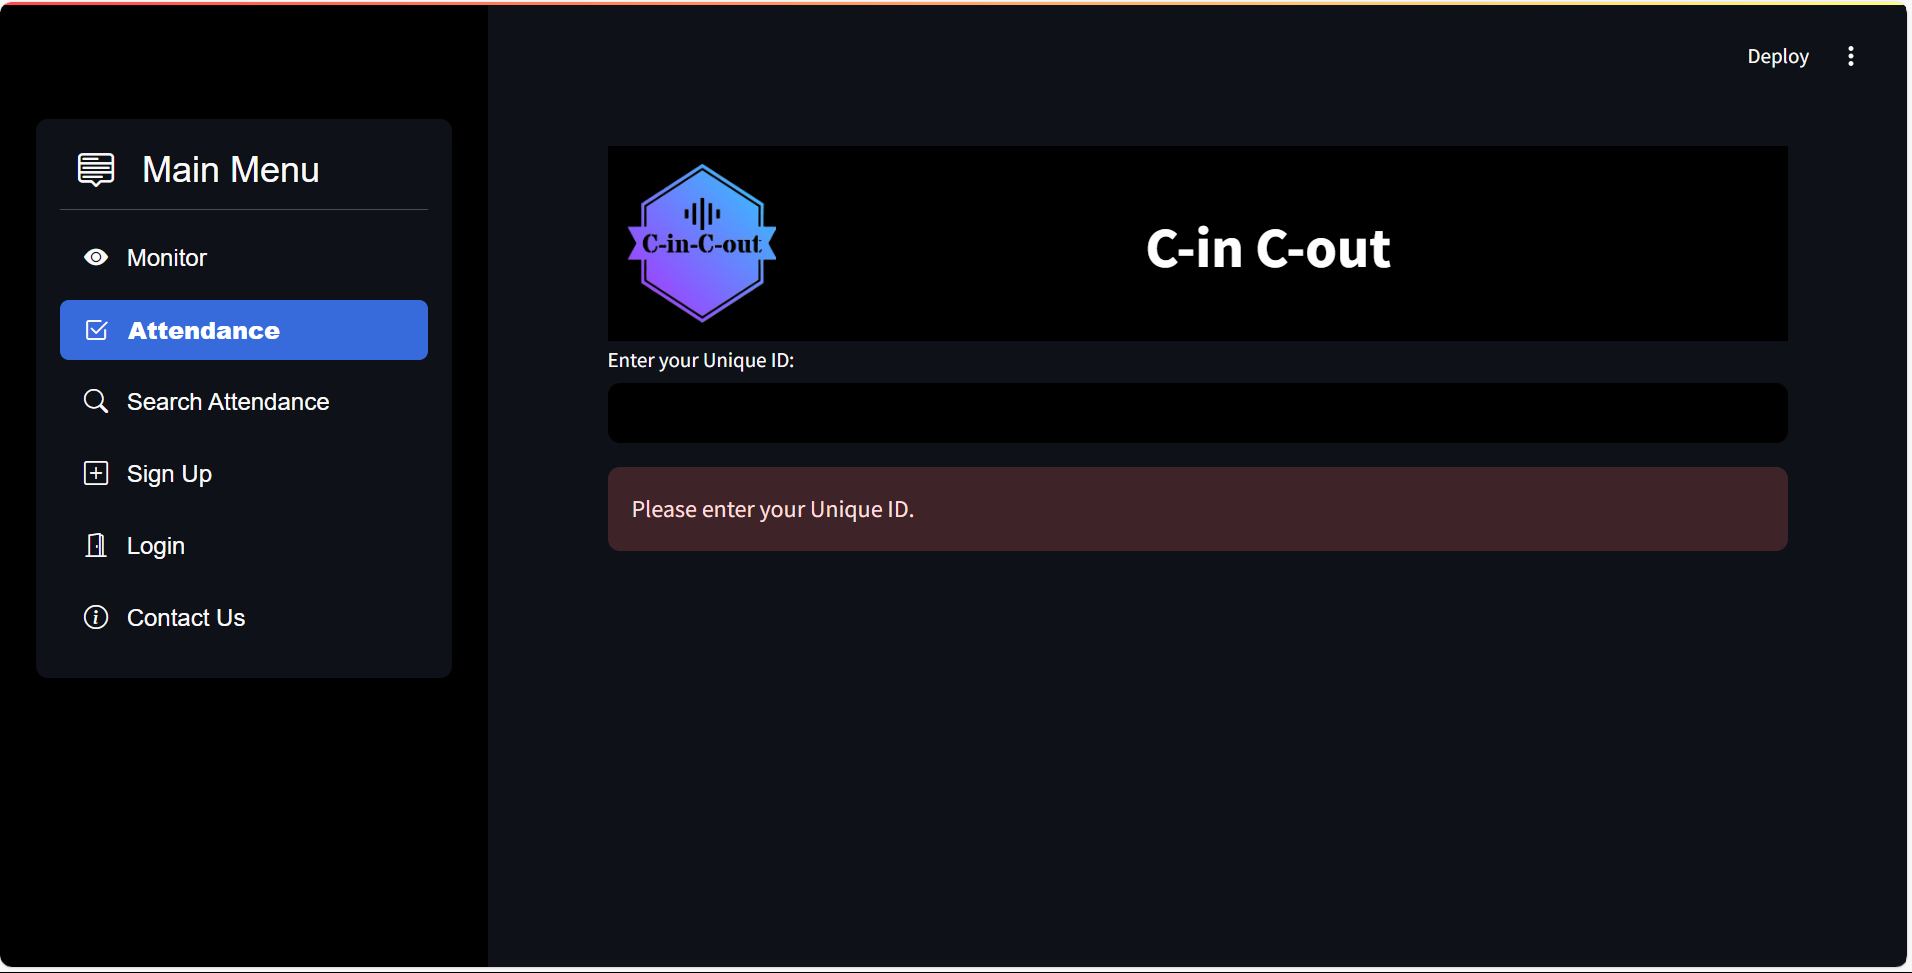 Deploy
Main Menu
Monitor
Attendance
Search Attendance
Sign Up
Login
Contact Us
C-in-C-out
C-in C-out
Enter your Unique ID:
Please enter your Unique ID.